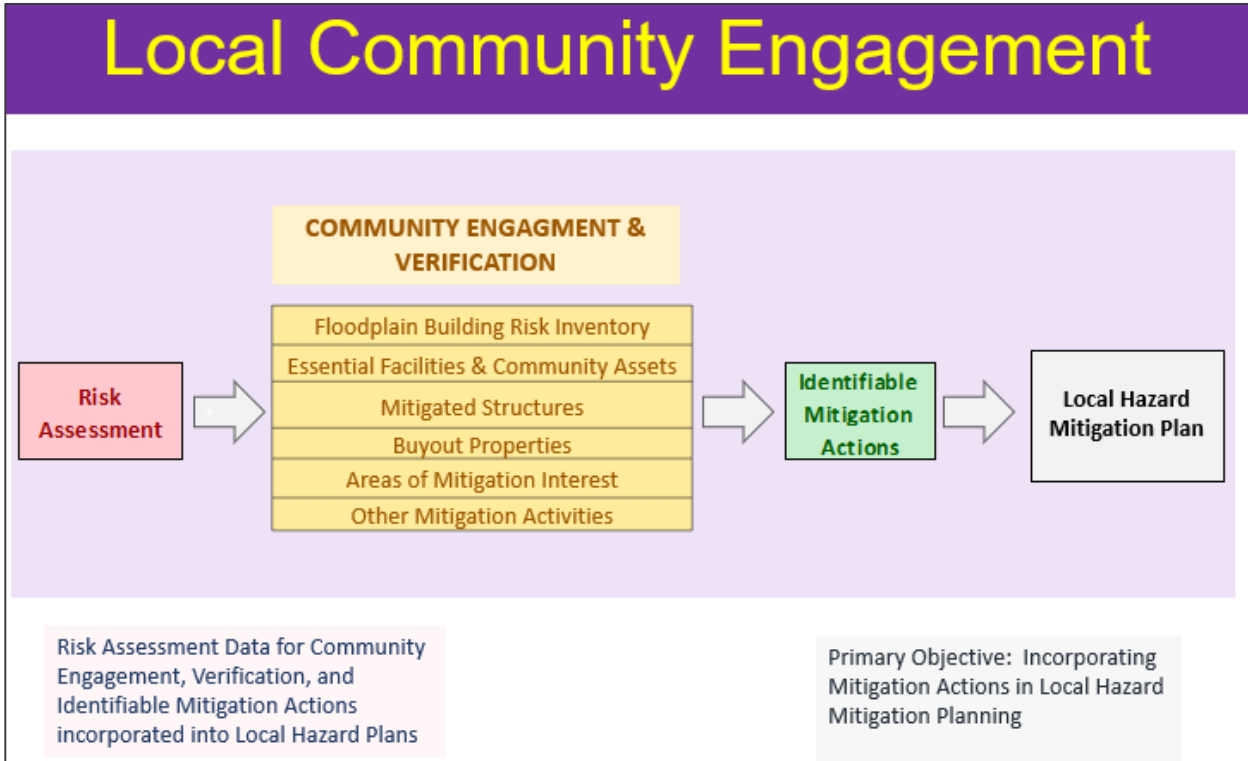 Local Community Engagement
COMMUNITY ENGAGMENT &
VERIFICATION
Floodplain Building Risk Inventory
Essential Facilities & Community Assets
Mitigated Structures
Buyout Properties
Areas of Mitigation Interest
Other Mitigation Activities
Risk
Assessment
Identifiable
Mitigation
Actions
Local Hazard
Mitigation Plan
Risk Assessment Data for Community
Engagement, Verification, and
Identifiable Mitigation Actions
incorporated into Local Hazard Plans
Primary Objective:  Incorporating
Mitigation Actions in Local Hazard
Mitigation Planning